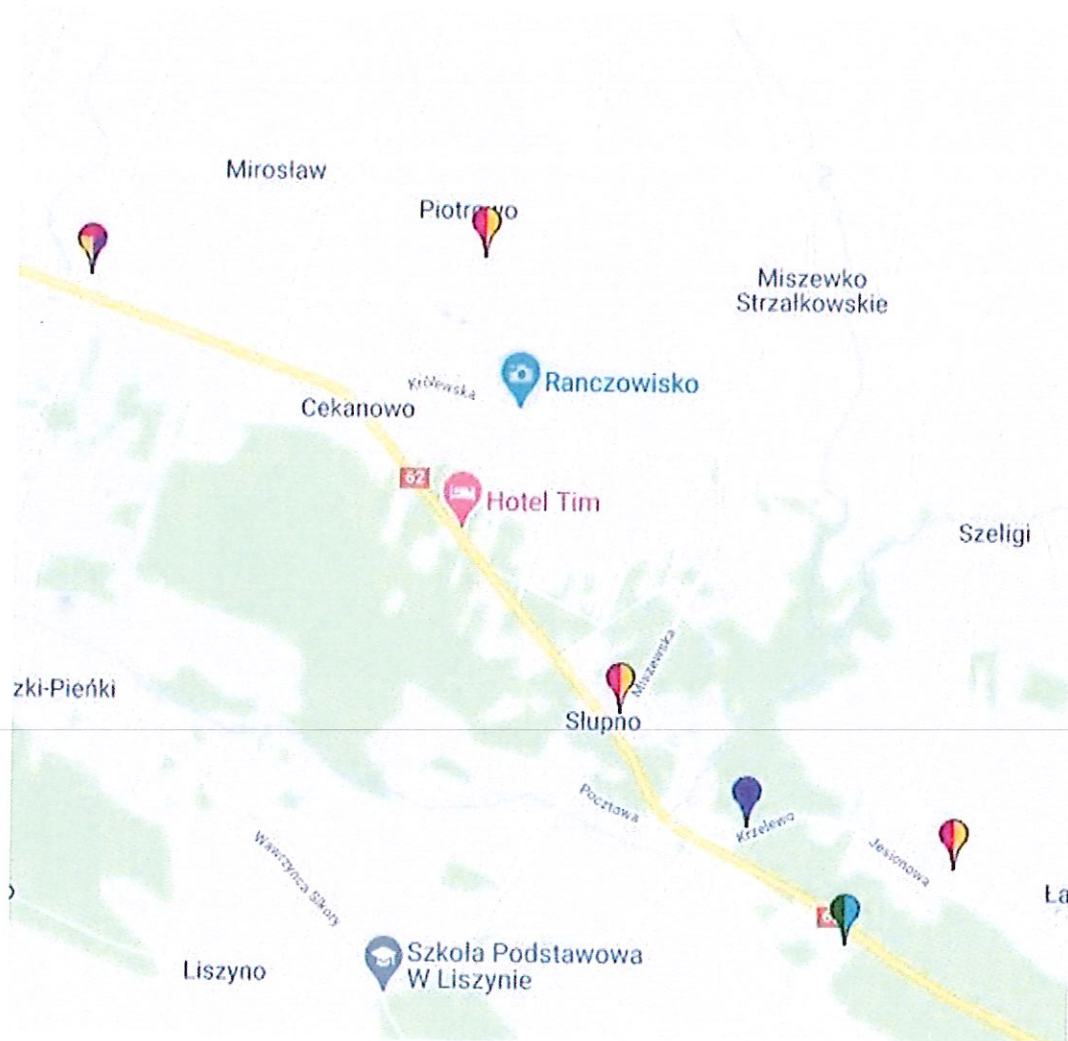 Mirosław
Piotrowo
Miszewko
Strzałkowskie
Królewska
Ranczowisko
Cekanowo
62
Hotel Tim
Szeligi
Miszewska
zki-Pieńki
Słupno
Pocztowa
Krzelewo
Jesionowa
Wawrzyńca Sikory
Ła
Szkoła Podstawowa
W Liszynie
Liszyno